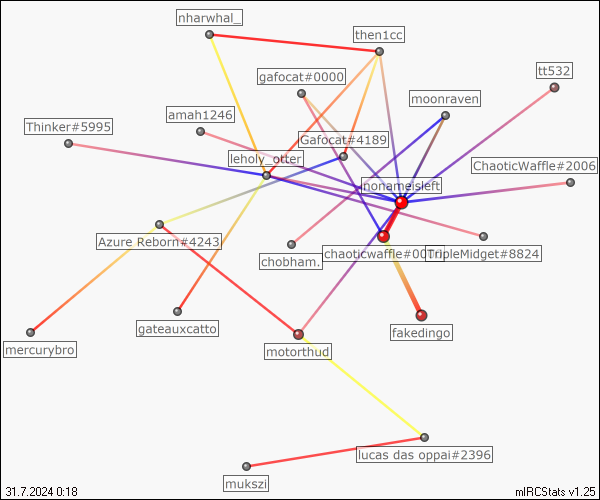 nharwhal_
then1cc
gafocat#0000
tt532
moonraven
amah1246
Thinker#5995
Gafocat#4189
leholy_otter
ChaoticWaffle#2006
nonameisleft
Azure Reborn#4243
chobham.
chaoticwaffle#00
TripleMidget#8824
gateauxcatto
fakedingo
mercurybro
motorthud
lucas das oppai#2396
mukszi
31.7.2024 0:18
mIRCStats v1.25